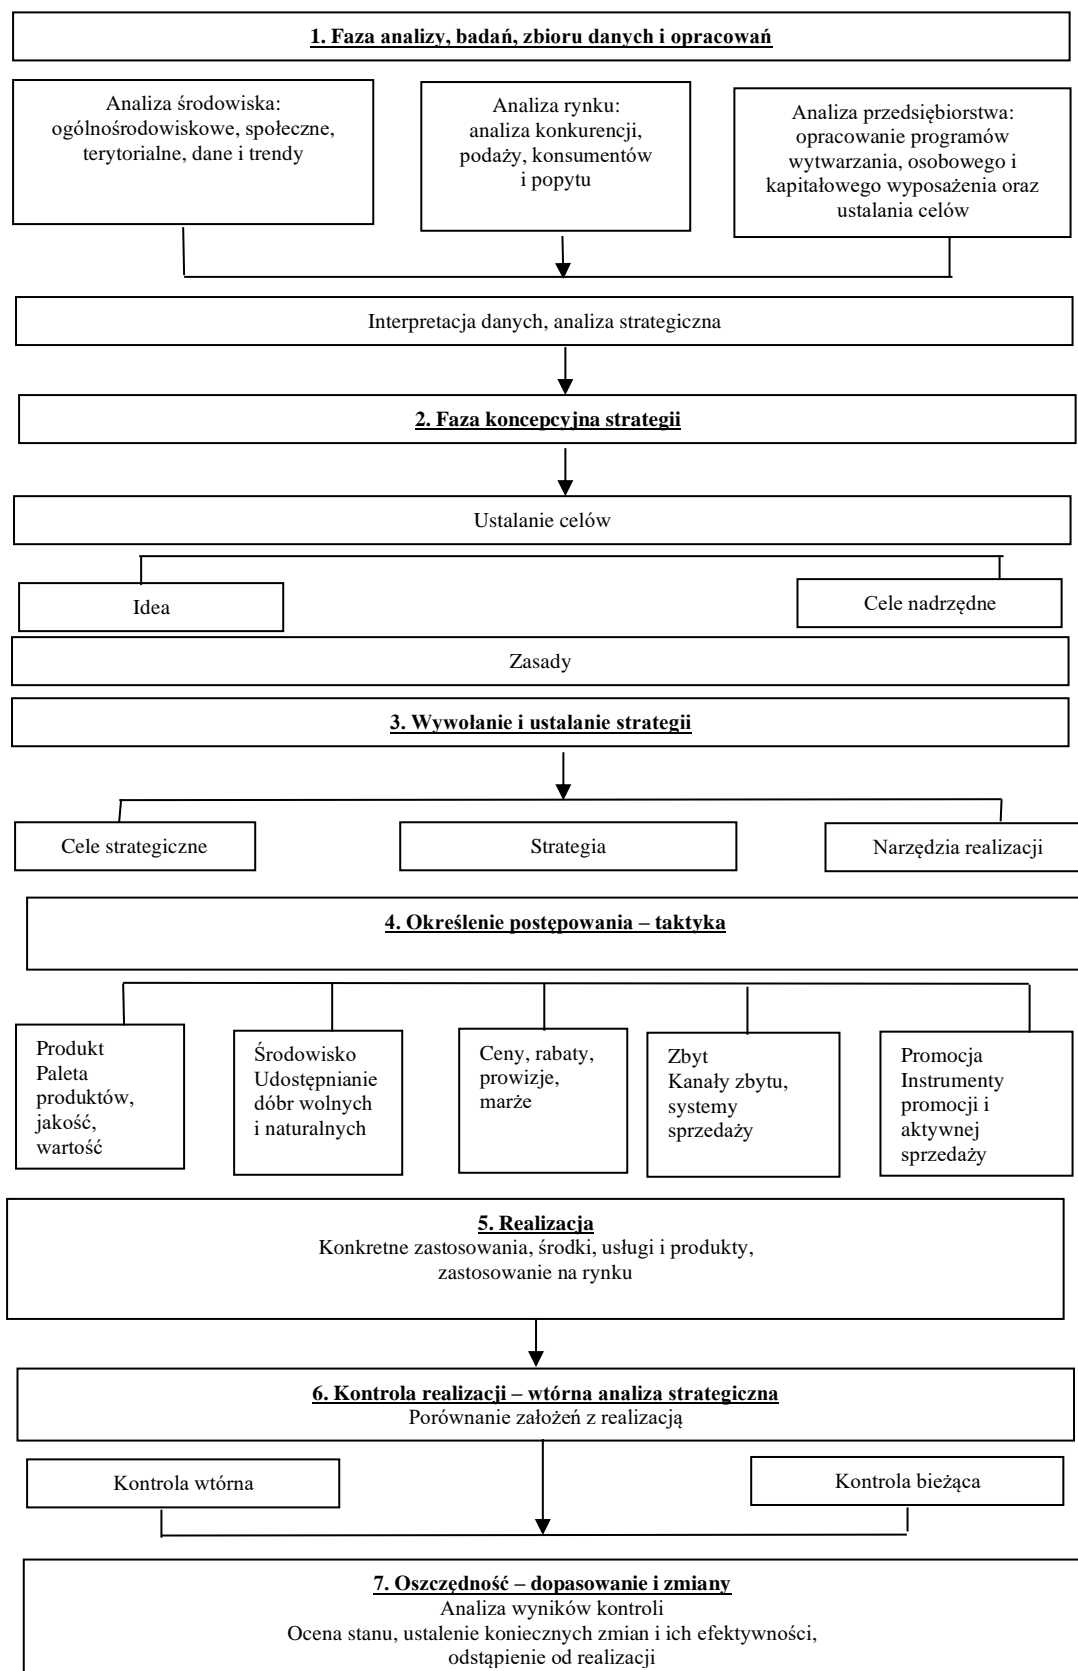 1. Faza analizy, badań, zbioru danych i opracowań
Analiza środowiska:
ogólnośrodowiskowe, społeczne,
terytorialne, dane i trendy
Analiza rynku:
analiza konkurencji,
podaży, konsumentów
i popytu
Analiza przedsiębiorstwa:
opracowanie programów
wytwarzania, osobowego i
kapitałowego wyposażenia oraz
ustalania celów
Interpretacja danych, analiza strategiczna
2. Faza koncepcyjna strategii
Ustalanie celów
Idea
Cele nadrzędne
Zasady
3. Wywołanie i ustalanie strategii
Cele strategiczne
Strategia
Narzędzia realizacji
4. Określenie postępowania – taktyka
Produkt
Paleta
produktów,
jakość,
wartość
Środowisko
Udostępnianie
dóbr wolnych
i naturalnych
Ceny, rabaty,
prowizje,
marże
Zbyt
Kanały zbytu,
systemy
sprzedaży
Promocja
Instrumenty
promocji i
aktywnej
sprzedaży
5. Realizacja
Konkretne zastosowania, środki, usługi i produkty,
zastosowanie na rynku
6. Kontrola realizacji – wtórna analiza strategiczna
Porównanie założeń z realizacją
Kontrola wtórna
Kontrola bieżąca
7. Oszczędność – dopasowanie i zmiany
Analiza wyników kontroli
Ocena stanu, ustalenie koniecznych zmian i ich efektywności,
odstąpienie od realizacji